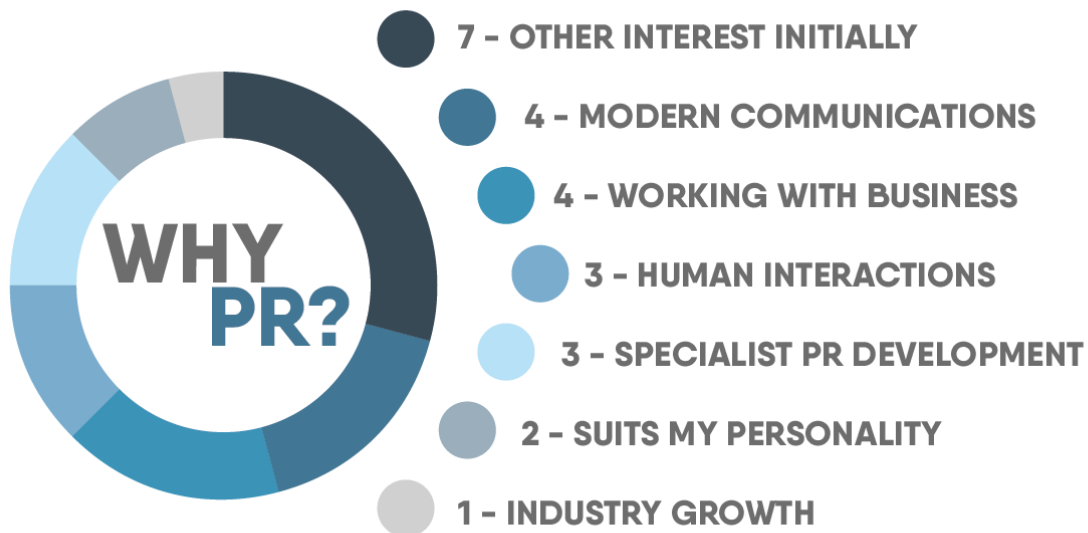 WHY
PR?
7 - OTHER INTEREST INITIALLY
4 - MODERN COMMUNICATIONS
4 - WORKING WITH BUSINESS
3 - HUMAN INTERACTIONS
3 - SPECIALIST PR DEVELOPMENT
2 - SUITS MY PERSONALITY
1 - INDUSTRY GROWTH